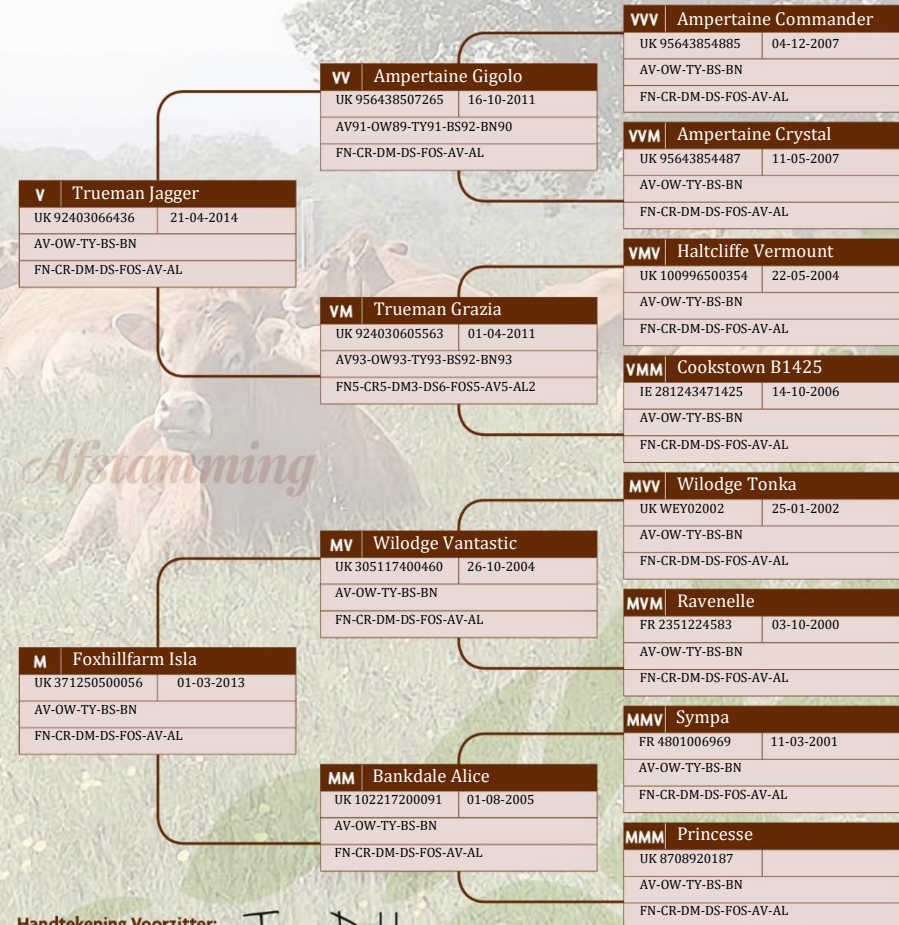 VVV Ampertaine Commander
UK 95643854885 04-12-2007
AV-OW-TY-BS-BN
FN-CR-DM-DS-FOS-AV-AL
VV Ampertaine Gigolo
UK 956438507265 16-10-2011
AV91-OW89-TY91-BS92-BN90
FN-CR-DM-DS-FOS-AV-AL
VVM Ampertaine Crystal
UK 95643854487 11-05-2007
AV-OW-TY-BS-BN
FN-CR-DM-DS-FOS-AV-AL
V Trueman Jagger
UK 92403066436 21-04-2014
AV-OW-TY-BS-BN
FN-CR-DM-DS-FOS-AV-AL
VMV Haltcliffe Vermount
UK 100996500354 22-05-2004
AV-OW-TY-BS-BN
FN-CR-DM-DS-FOS-AV-AL
VM Trueman Grazia
UK 924030605563 01-04-2011
AV93-OW93-TY93-BS92-BN93
FN5-CR5-DM3-DS6-FOS5-AV5-AL2
VMM Cookstown B1425
IE 281243471425 14-10-2006
AV-OW-TY-BS-BN
FN-CR-DM-DS-FOS-AV-AL
Afstamming
MVV Wilodge Tonka
UK WEY02002 25-01-2002
AV-OW-TY-BS-BN
FN-CR-DM-DS-FOS-AV-AL
MV Wilodge Vantastic
UK 305117400460 26-10-2004
AV-OW-TY-BS-BN
FN-CR-DM-DS-FOS-AV-AL
MVM Ravenelle
FR 2351224583 03-10-2000
AV-OW-TY-BS-BN
FN-CR-DM-DS-FOS-AV-AL
M Foxhillfarm Isla
UK 371250500056 01-03-2013
AV-OW-TY-BS-BN
FN-CR-DM-DS-FOS-AV-AL
MMV Sympa
FR 4801006969 11-03-2001
AV-OW-TY-BS-BN
FN-CR-DM-DS-FOS-AV-AL
MM Bankdale Alice
UK 102217200091 01-08-2005
AV-OW-TY-BS-BN
FN-CR-DM-DS-FOS-AV-AL
MMM Princesse
UK 8708920187
AV-OW-TY-BS-BN
FN-CR-DM-DS-FOS-AV-AL
Handtekening Voorzitter: